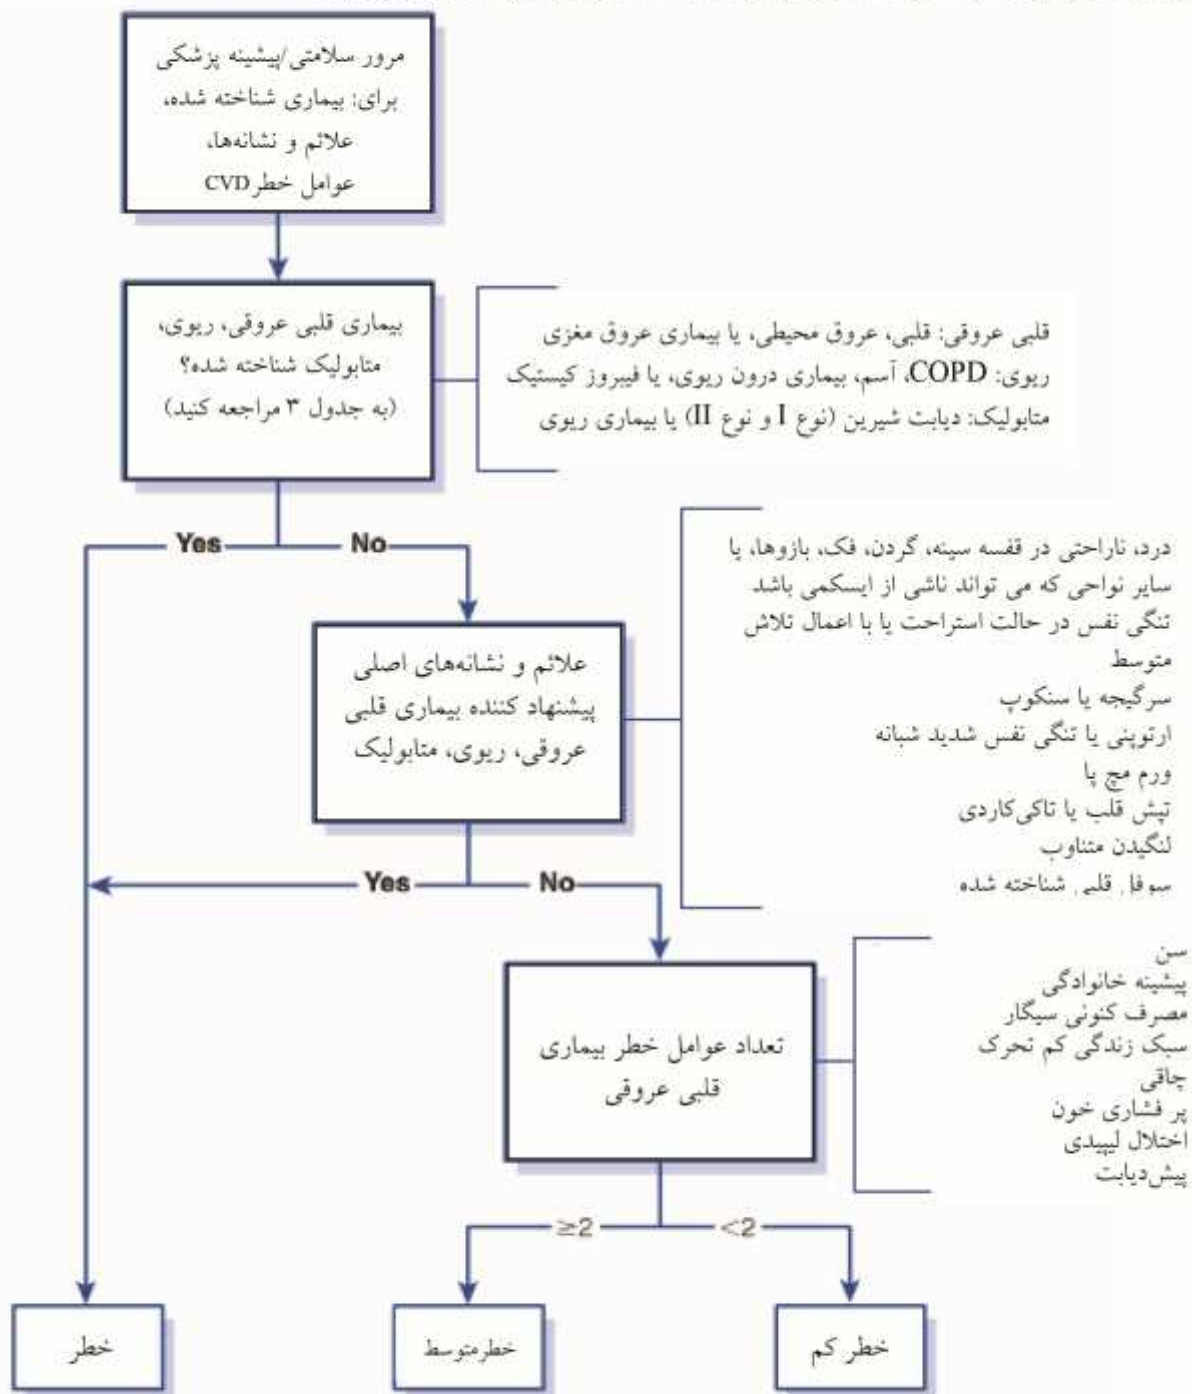 مرور سلامتی/پیشینه پزشکی
برای: بیماری شناخته شده،
علائم و نشانه‌ها،
عوامل خطر CVD
بیماری قلبی عروقی، ریوی،
متابولیک شناخته شده؟
(به جدول ۳ مراجعه کنید)
قلبی عروقی: قلبی، عروق محیطی، یا بیماری عروق مغزی
ریوی: COPD، آسم، بیماری درون ریوی، یا فیبروز کیستیک
متابولیک: دیابت شیرین (نوع I و نوع II) یا بیماری ریوی
Yes
No
علائم و نشانه‌های اصلی
پیشنهاد کننده بیماری قلبی
عروقی، ریوی، متابولیک
درد، ناراحتی در قفسه سینه، گردن، فک، بازوها، یا
سایر نواحی که می تواند ناشی از ایسکمی باشد
تنگی نفس در حالت استراحت یا با اعمال تلاش
متوسط
سرگیجه یا سنکوپ
ارتوپنی یا تنگی نفس شدید شبانه
ورم مچ پا
تپش قلب یا تاکی‌کاردی
لنگیدن متناوب
سوفل قلبی شناخته شده
Yes
No
تعداد عوامل خطر بیماری
قلبی عروقی
سن
پیشینه خانوادگی
مصرف کنونی سیگار
سبک زندگی کم تحرک
چاقی
پر فشاری خون
اختلال لیپیدی
پیش‌دیابت
≥2
<2
خطر
خطرمتوسط
خطر کم